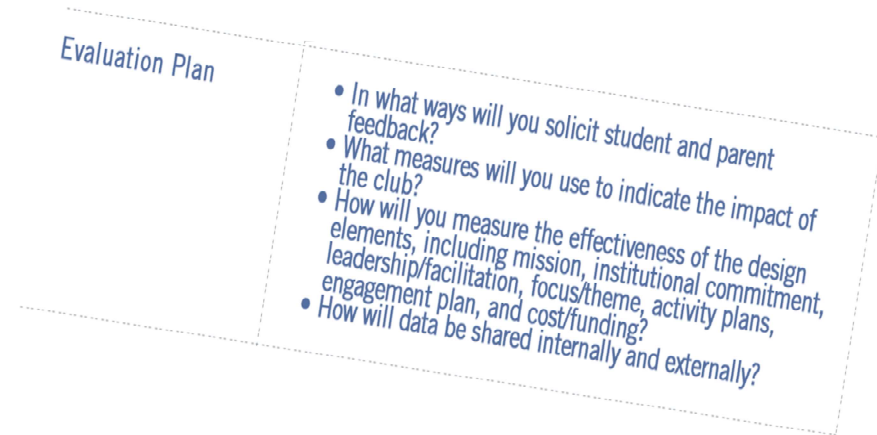 Evaluation Plan
• In what ways will you solicit student and parent
feedback?
• What measures will you use to indicate the impact of
the club?
• How will you measure the effectiveness of the design
elements, including mission, institutional commitment,
leadership/facilitation, focus/theme, activity plans,
engagement plan, and cost/funding?
• How will data be shared internally and externally?